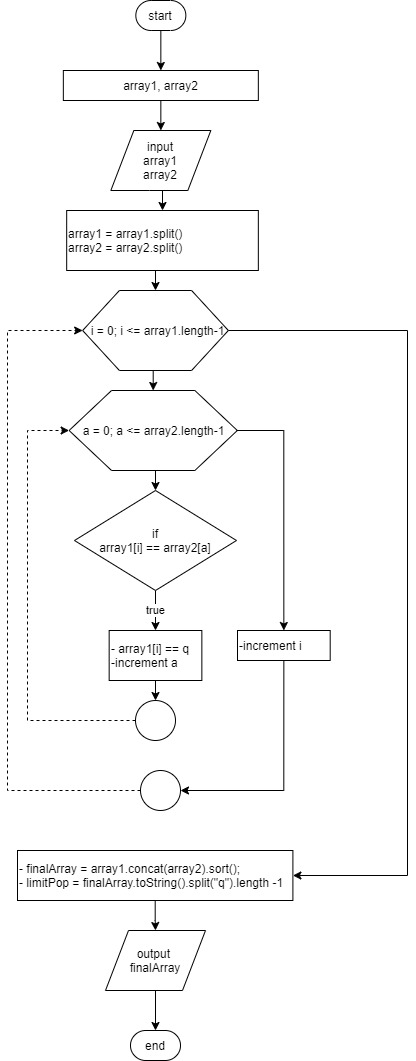 start
array1, array2
input
array1
array2
array1 = array1.split()
array2 = array2.split()
i = 0; i <= array1.length-1
a = 0; a <= array2.length-1
if
array1[i] == array2[a]
true
- array1[i] == q
-increment a
-increment i
- finalArray = array1.concat(array2).sort();
- limitPop = finalArray.toString().split("q").length -1
output
finalArray
end